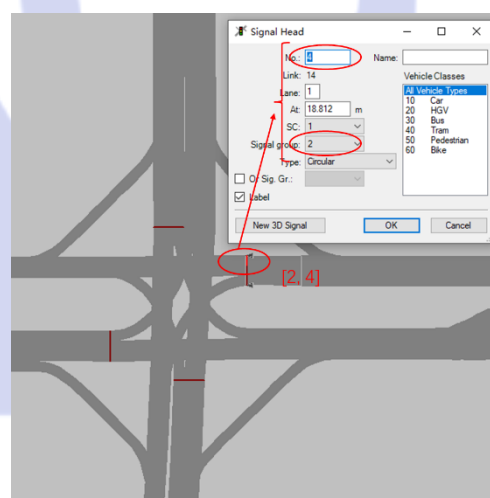 Signal Head
No.: 4 Name:
Link: 14
Lane: 1
At: 18.812 m
SC: 1
Signal group: 2
Type: Circular
Or Sig. Gr.:
Label
Vehicle Classes
All Vehicle Types
10 Car
20 HGV
30 Bus
40 Tram
50 Pedestrian
60 Bike
New 3D Signal OK Cancel
[2, 4]